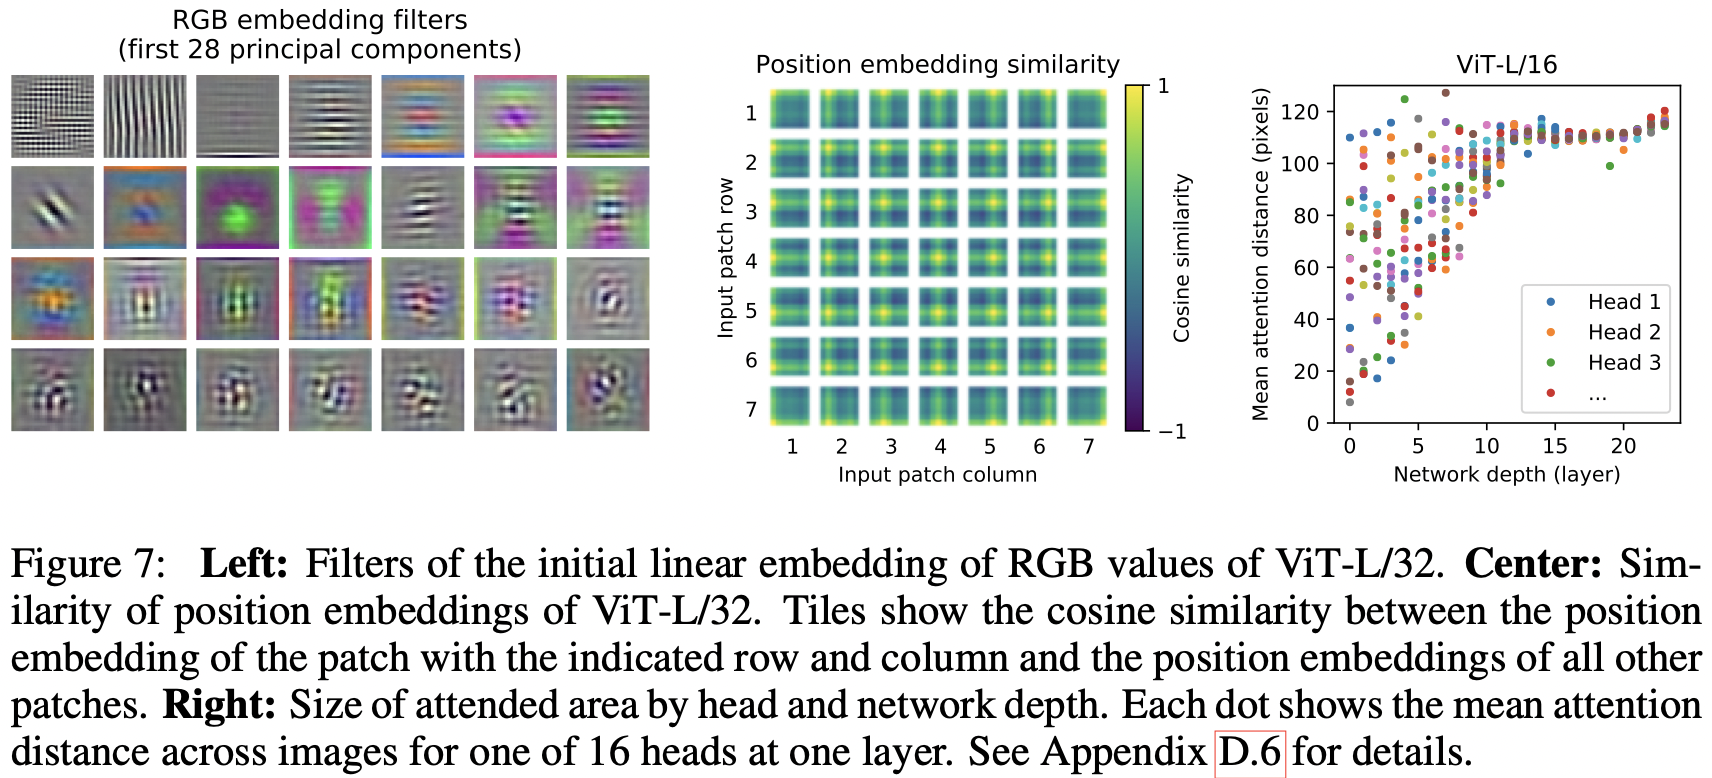 RGB embedding filters
(first 28 principal components)
Position embedding similarity
Input patch row
1
2
3
4
5
6
7
1 2 3 4 5 6 7
Input patch column
1
−1
Cosine similarity
ViT-L/16
Mean attention distance (pixels)
120
100
80
60
40
20
0
0 5 10 15 20
Network depth (layer)
Head 1
Head 2
Head 3
...
Figure 7: Left: Filters of the initial linear embedding of RGB values of ViT-L/32. Center: Sim-
ilarity of position embeddings of ViT-L/32. Tiles show the cosine similarity between the position
embedding of the patch with the indicated row and column and the position embeddings of all other
patches. Right: Size of attended area by head and network depth. Each dot shows the mean attention
distance across images for one of 16 heads at one layer. See Appendix D.6 for details.